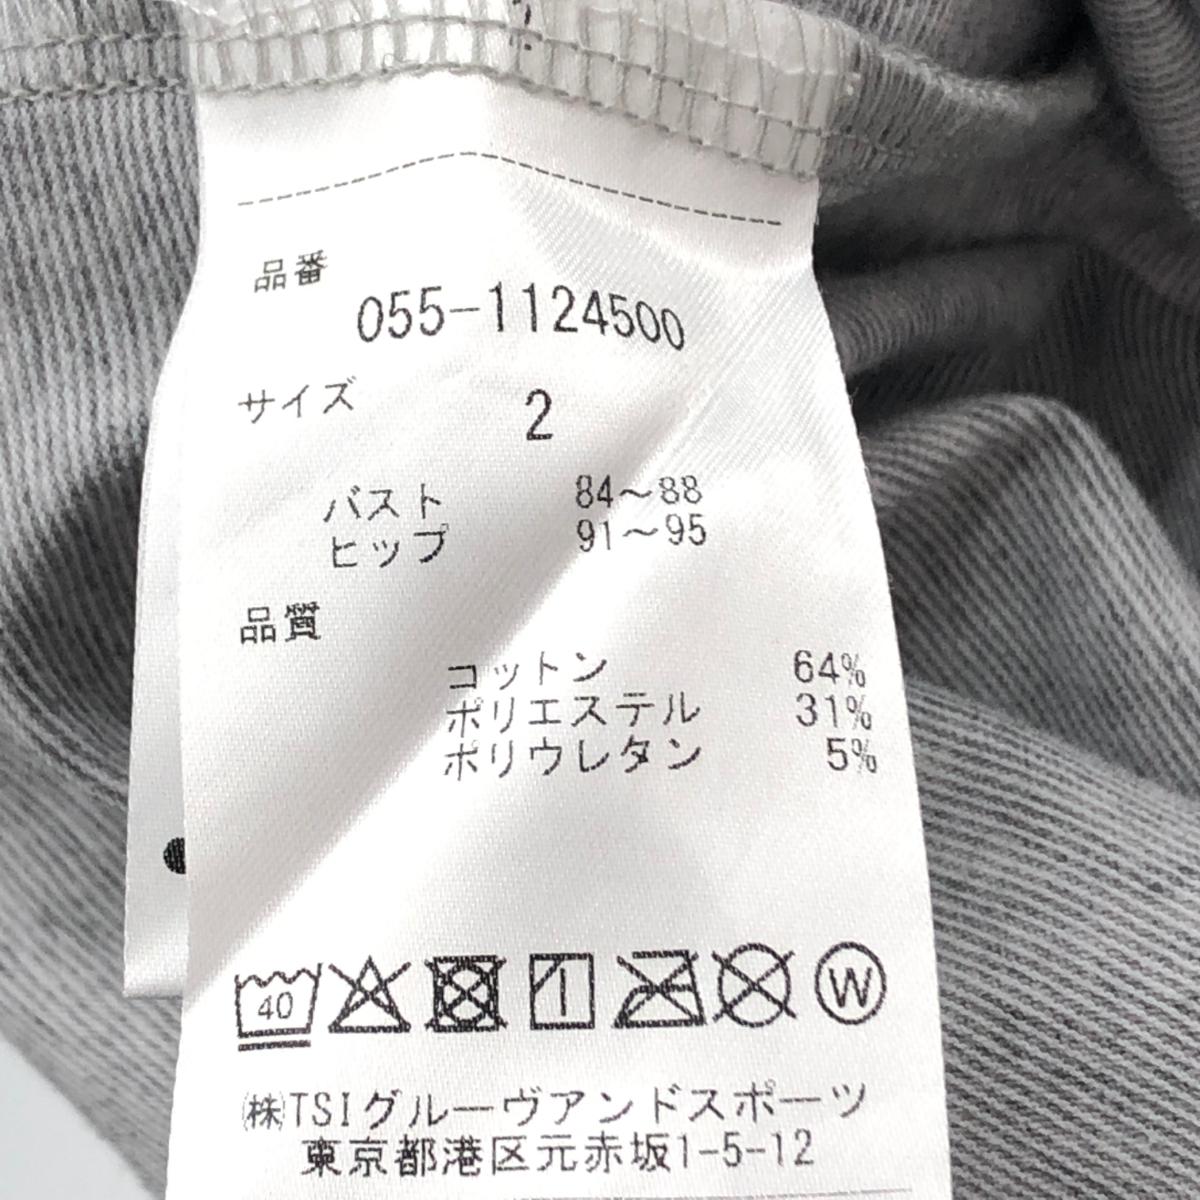 品番
055-1124500
サイズ 2
バスト 84～88
ヒップ 91～95
品質
コットン 64%
ポリエステル 31%
ポリウレタン 5%
40 W
㈱TSIグルーヴアンドスポーツ
東京都港区元赤坂1-5-12